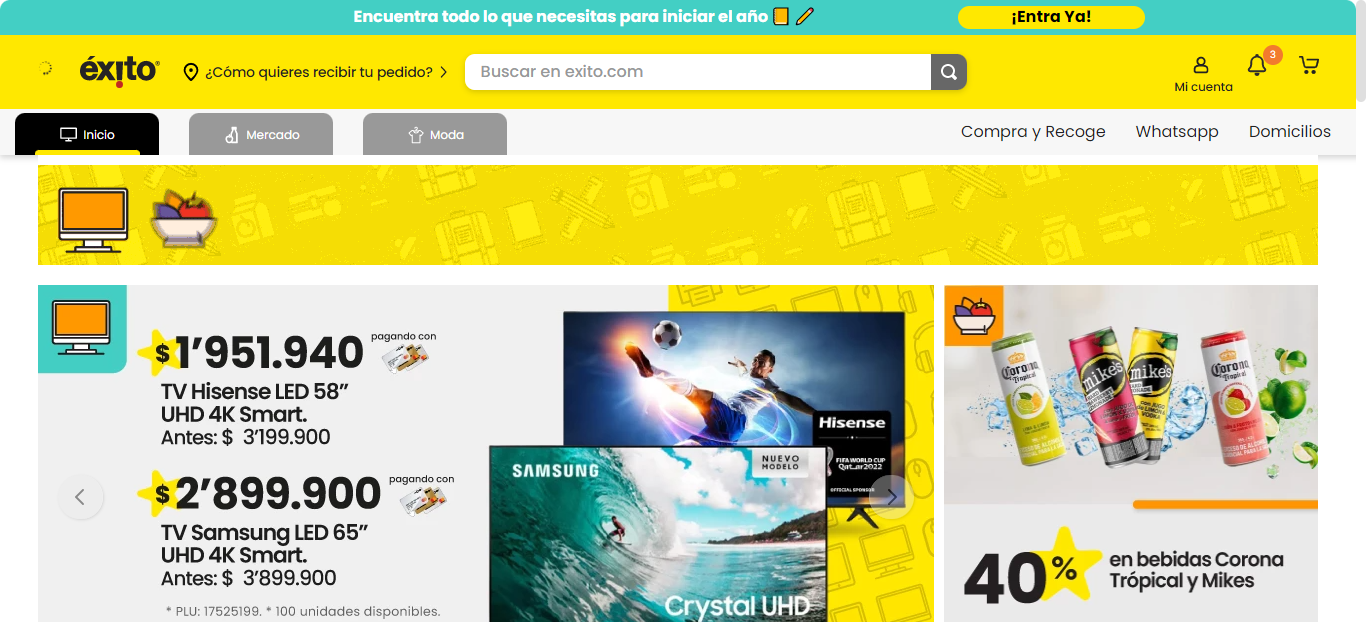 Encuentra todo lo que necesitas para iniciar el año
¡Entra Ya!
éxito
¿Cómo quieres recibir tu pedido?
Buscar en exito.com
Mi cuenta
3
Inicio
Mercado
Moda
Compra y Recoge
Whatsapp
Domicilios
$1’951.940
pagando con
TV Hisense LED 58”
UHD 4K Smart.
Antes: $ 3’199.900
$2’899.900
pagando con
TV Samsung LED 65”
UHD 4K Smart.
Antes: $ 3’899.900
* PLU: 17525199. * 100 unidades disponibles.
Hisense
FIFA WORLD CUP
Qatar2022
OFFICIAL SPONSOR
SAMSUNG
NUEVO
MODELO
Crystal UHD
Corona
Tropical
mike's
mike's
Corona
Tropical
40%
en bebidas Corona
Trópical y Mikes